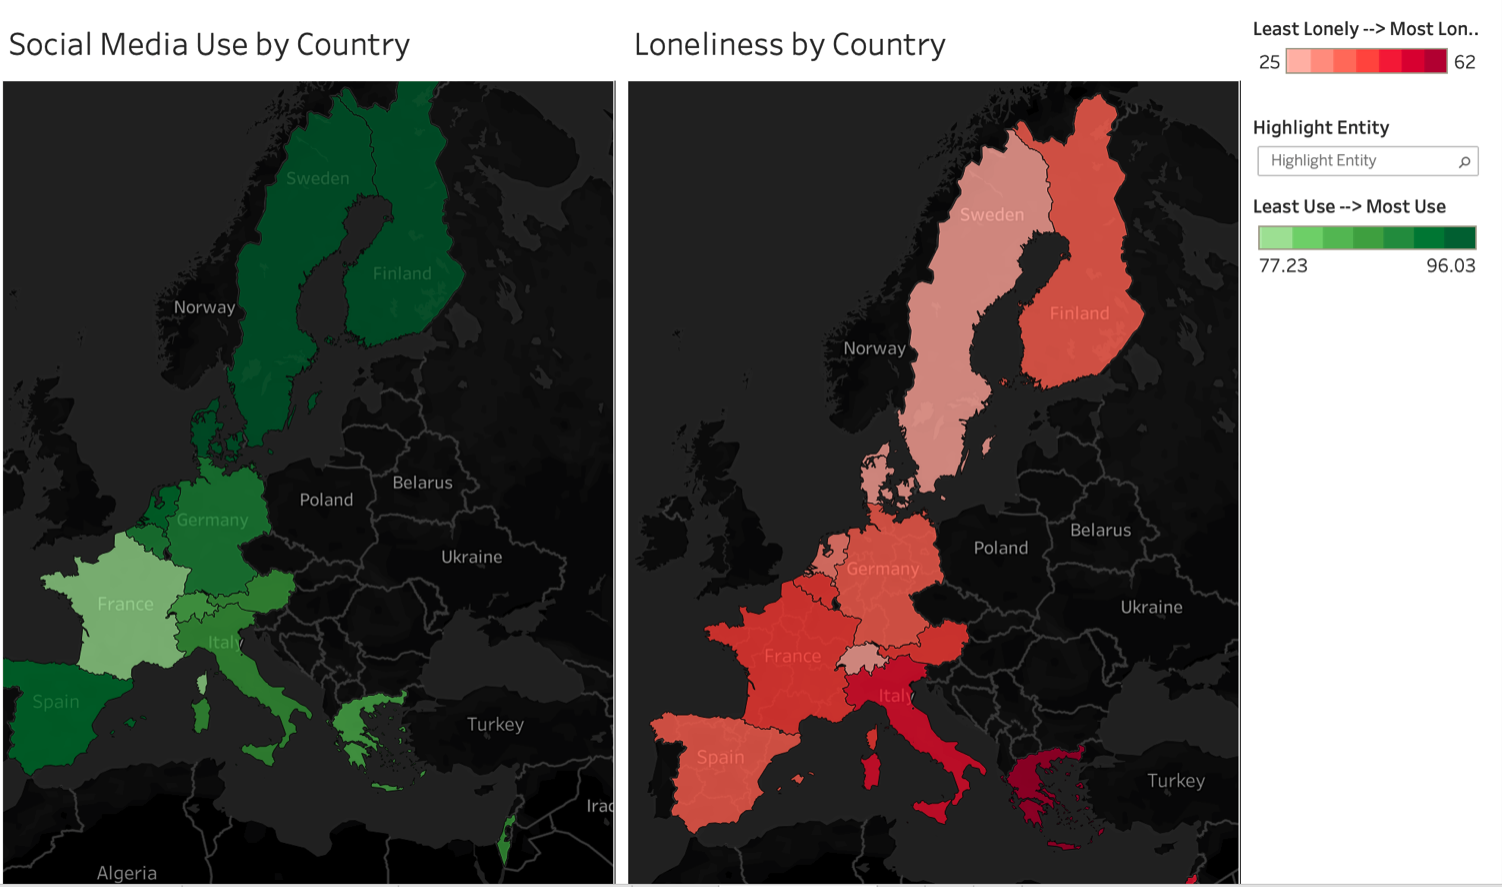 Social Media Use by Country
Sweden
Finland
Norway
Belarus
Poland
Germany
Ukraine
France
Italy
Spain
Turkey
Algeria
Loneliness by Country
Sweden
Finland
Norway
Belarus
Poland
Germany
Ukraine
France
Italy
Spain
Turkey
Least Lonely --> Most Lon..
25 62
Highlight Entity
Highlight Entity
Least Use --> Most Use
77.23 96.03